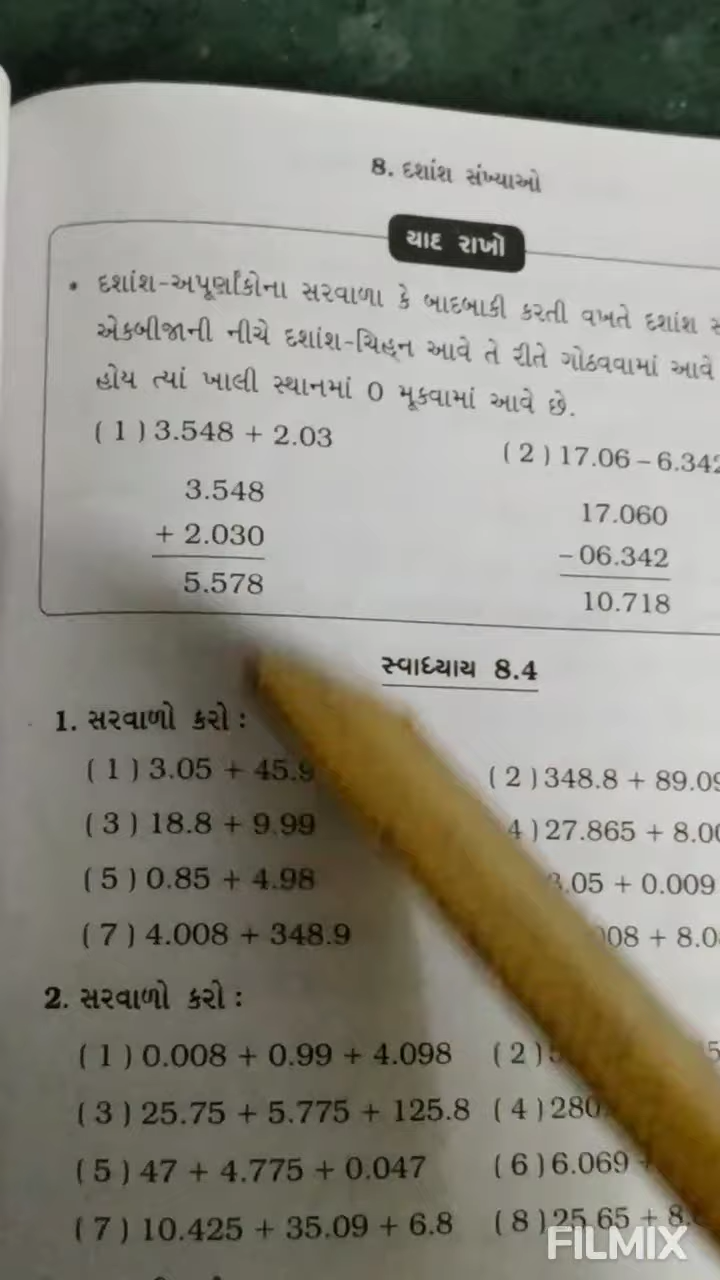 8. દશાંશ સંખ્યાઓ
યાદ રાખો
• દશાંશ-અપૂર્ણાંકોના સરવાળા કે બાદબાકી કરતી વખતે દશાંશ
એકબીજાની નીચે દશાંશ-ચિહ્ન આવે તે રીતે ગોઠવવામાં આવે
હોય ત્યાં ખાલી સ્થાનમાં 0 મૂકવામાં આવે છે.
( 1 ) 3.548 + 2.03
( 2 ) 17.06 – 6.342
3.548
+ 2.030
5.578
17.060
– 06.342
10.718
સ્વાધ્યાય 8.4
1. સરવાળો કરો :
( 1 ) 3.05 + 45.9 ( 2 ) 348.8 + 89.09
( 3 ) 18.8 + 9.99 4 ) 27.865 + 8.00
( 5 ) 0.85 + 4.98 .05 + 0.009
( 7 ) 4.008 + 348.9 08 + 8.0
2. સરવાળો કરો :
( 1 ) 0.008 + 0.99 + 4.098 ( 2 )
( 3 ) 25.75 + 5.775 + 125.8 ( 4 ) 280
( 5 ) 47 + 4.775 + 0.047 ( 6 ) 6.069
( 7 ) 10.425 + 35.09 + 6.8 ( 8 ) 25.65 + 8.
FILMIX